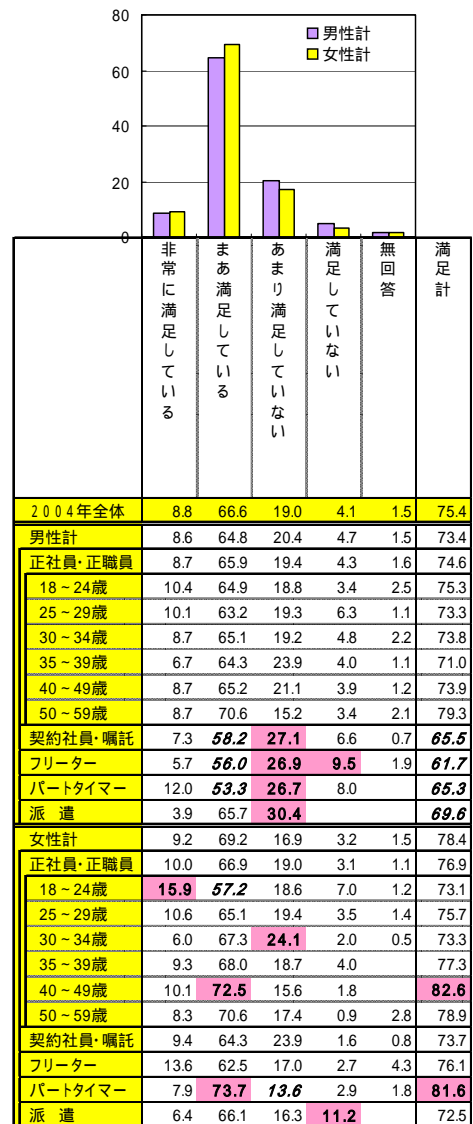 80
60
40
20
0
男性計
女性計
非常に満足している
まあ満足している
あまり満足していない
満足していない
無回答
満足計
2004年全体 8.8 66.6 19.0 4.1 1.5 75.4
男性計 8.6 64.8 20.4 4.7 1.5 73.4
正社員・正職員 8.7 65.9 19.4 4.3 1.6 74.6
18~24歳 10.4 64.9 18.8 3.4 2.5 75.3
25~29歳 10.1 63.2 19.3 6.3 1.1 73.3
30~34歳 8.7 65.1 19.2 4.8 2.2 73.8
35~39歳 6.7 64.3 23.9 4.0 1.1 71.0
40~49歳 8.7 65.2 21.1 3.9 1.2 73.9
50~59歳 8.7 70.6 15.2 3.4 2.1 79.3
契約社員・嘱託 7.3 58.2 27.1 6.6 0.7 65.5
フリーター 5.7 56.0 26.9 9.5 1.9 61.7
パートタイマー 12.0 53.3 26.7 8.0 65.3
派 遣 3.9 65.7 30.4 69.6
女性計 9.2 69.2 16.9 3.2 1.5 78.4
正社員・正職員 10.0 66.9 19.0 3.1 1.1 76.9
18~24歳 15.9 57.2 18.6 7.0 1.2 73.1
25~29歳 10.6 65.1 19.4 3.5 1.4 75.7
30~34歳 6.0 67.3 24.1 2.0 0.5 73.3
35~39歳 9.3 68.0 18.7 4.0 77.3
40~49歳 10.1 72.5 15.6 1.8 82.6
50~59歳 8.3 70.6 17.4 0.9 2.8 78.9
契約社員・嘱託 9.4 64.3 23.9 1.6 0.8 73.7
フリーター 13.6 62.5 17.0 2.7 4.3 76.1
パートタイマー 7.9 73.7 13.6 2.9 1.8 81.6
派 遣 6.4 66.1 16.3 11.2 72.5